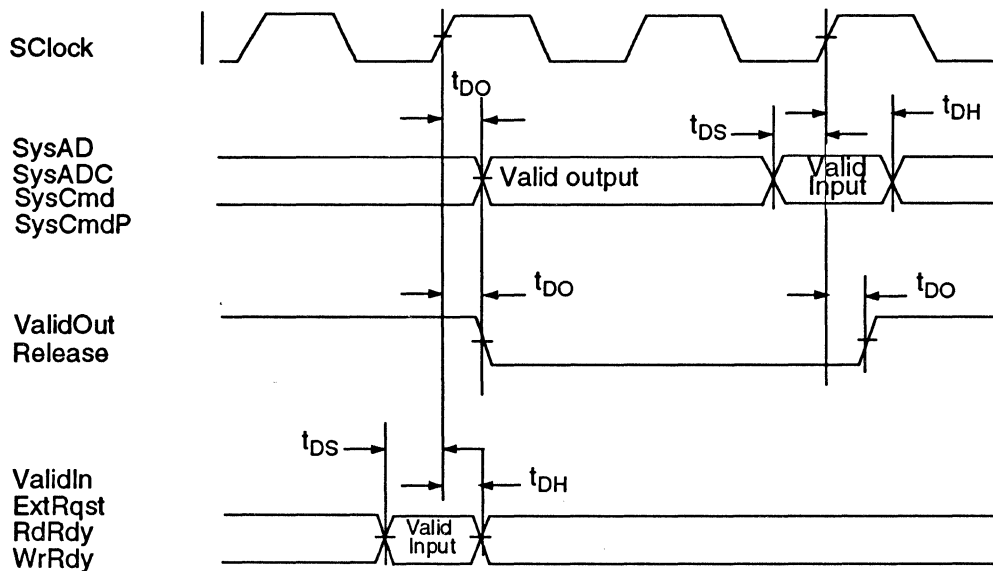 SClock
tDO
tDS
tDH
SysAD
SysADC
SysCmd
SysCmdP
Valid output
Valid
Input
tDO
tDO
ValidOut
Release
tDS
tDH
ValidIn
ExtRqst
RdRdy
WrRdy
Valid
Input